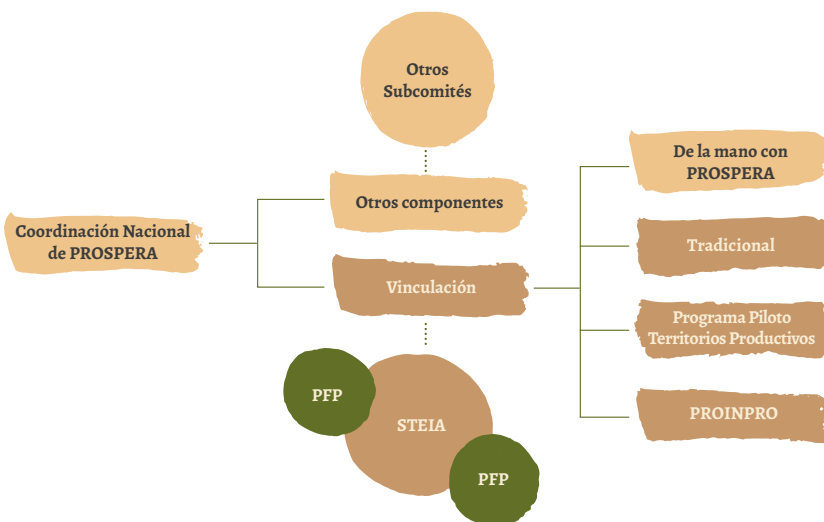 Otros
Subcomités
De la mano con
PROSPERA
Otros componentes
Coordinación Nacional
de PROSPERA
Tradicional
Vinculación
Programa Piloto
Territorios Productivos
PFP
STEIA
PROINPRO
PFP